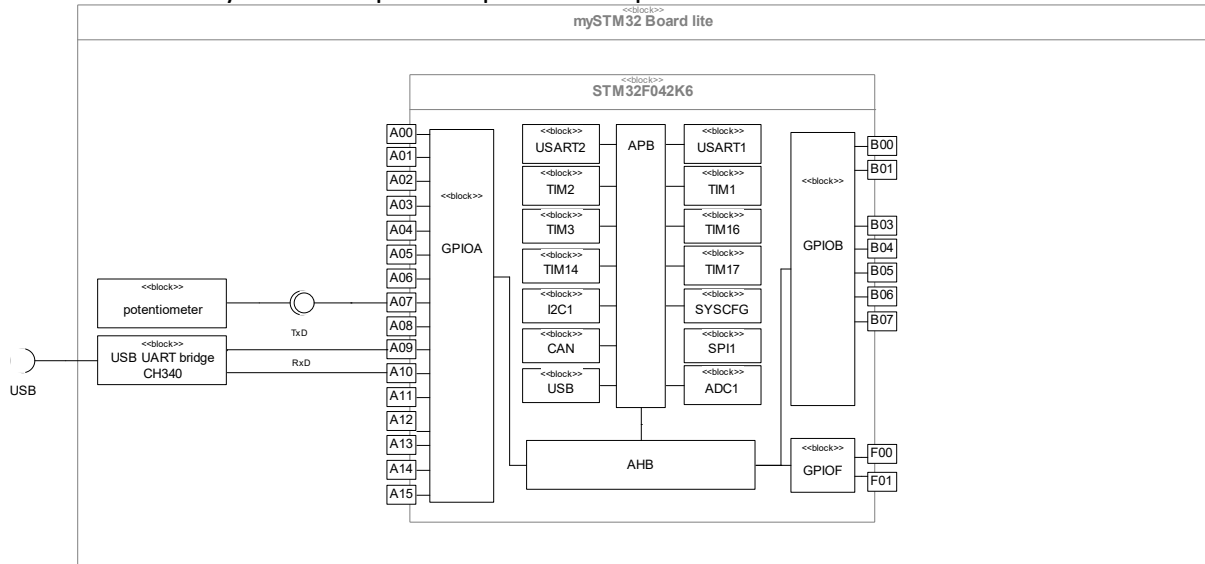 <<block>>
mySTM32 Board lite
<<block>>
STM32F042K6
A00
A01
A02
A03
A04
A05
A06
A07
A08
A09
A10
A11
A12
A13
A14
A15
<<block>>
GPIOA
<<block>>
USART2
<<block>>
TIM2
<<block>>
TIM3
<<block>>
TIM14
<<block>>
I2C1
<<block>>
CAN
<<block>>
USB
APB
<<block>>
USART1
<<block>>
TIM1
<<block>>
TIM16
<<block>>
TIM17
<<block>>
SYSCFG
<<block>>
SPI1
<<block>>
ADC1
<<block>>
GPIOB
B00
B01
B03
B04
B05
B06
B07
<<block>>
potentiometer
TxD
<<block>>
USB UART bridge
CH340
RxD
USB
AHB
<<block>>
GPIOF
F00
F01